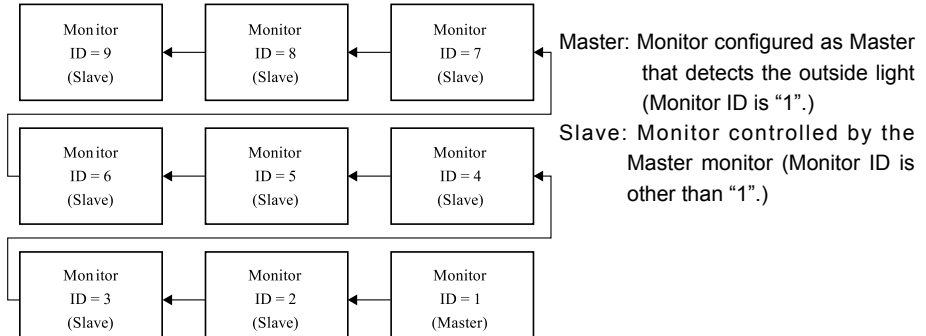 Monitor
ID = 9
(Slave)
Monitor
ID = 8
(Slave)
Monitor
ID = 7
(Slave)
Monitor
ID = 6
(Slave)
Monitor
ID = 5
(Slave)
Monitor
ID = 4
(Slave)
Monitor
ID = 3
(Slave)
Monitor
ID = 2
(Slave)
Monitor
ID = 1
(Master)
Master: Monitor configured as Master
that detects the outside light
(Monitor ID is “1”.)
Slave: Monitor controlled by the
Master monitor (Monitor ID is
other than “1”.)